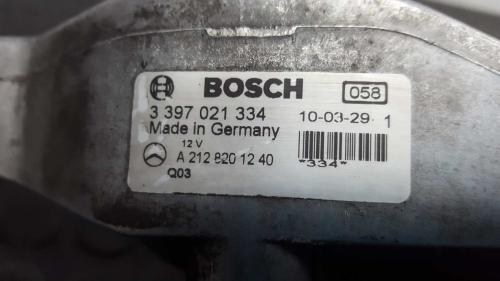 BOSCH 058
3 397 021 334 10-03-29 1
Made in Germany
12 V
A 212 820 12 40
Q03 *334*